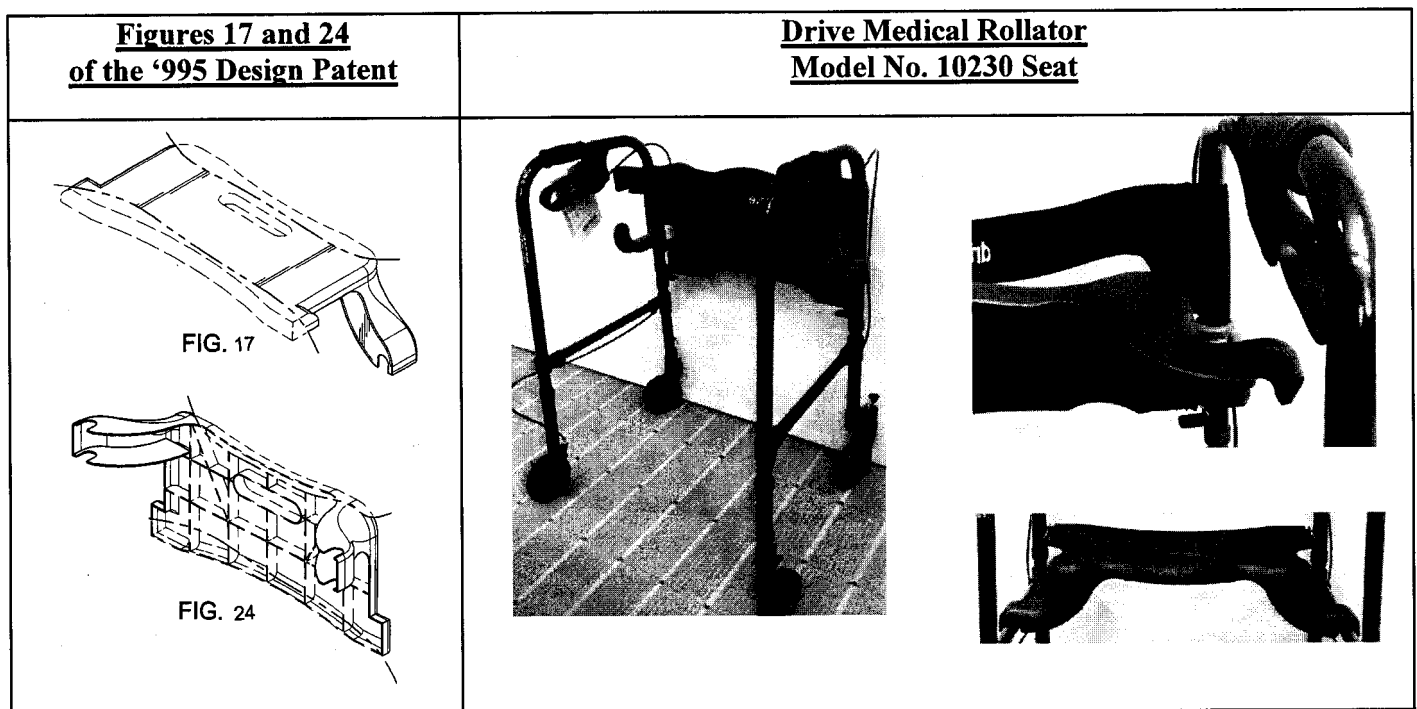 Figures 17 and 24
of the ‘995 Design Patent
Drive Medical Rollator
Model No. 10230 Seat
FIG. 17
FIG. 24